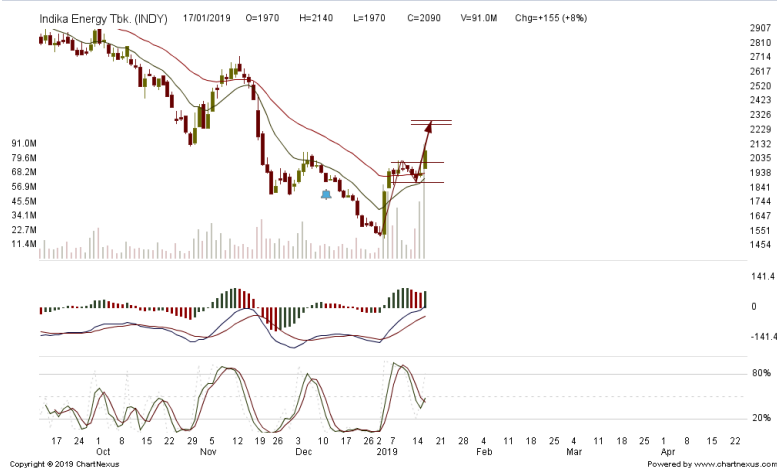 Indika Energy Tbk. (INDY) 17/01/2019 O=1970 H=2140 L=1970 C=2090 V=91.0M Chg=+155 (+8%)
2907
2810
2714
2617
2520
2423
2326
2229
91.0M 2132
79.6M 2035
68.2M 1938
56.9M 1841
45.5M 1744
34.1M 1647
22.7M 1551
11.4M 1454
141.4
0
-141.4
80%
20%
17 24 1 8 15 22 1 5 12 19 26 3 10 17 26 2 7 14 21 28 4 11 18 25 4 11 18 25 1 8 15 22
Oct Nov Dec 2019 Feb Mar Apr
Copyright © 2019 ChartNexus Powered by www.chartnexus.com